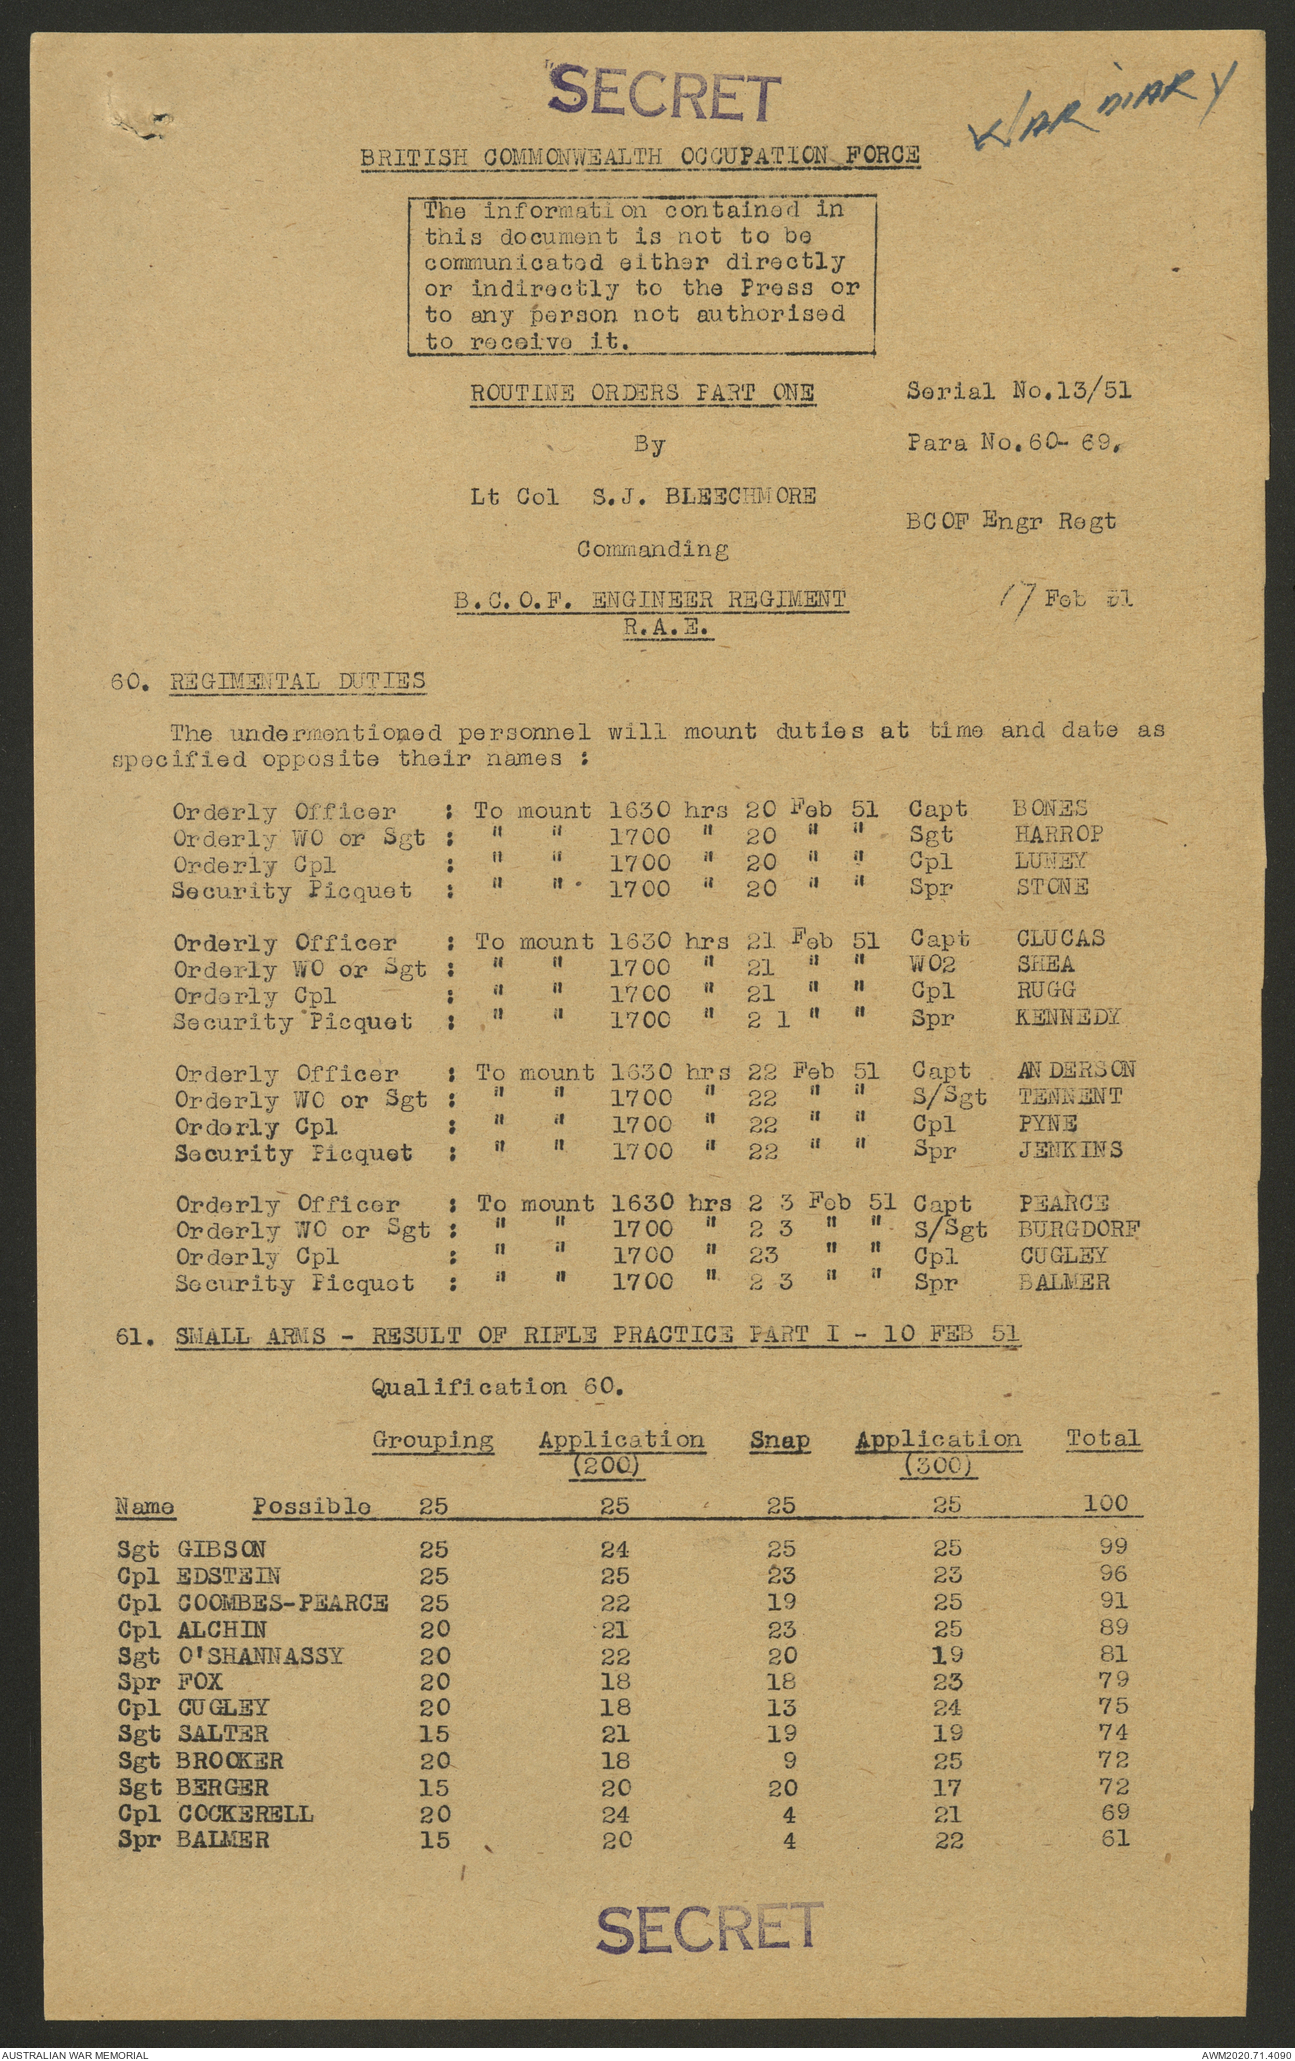 SECRET
WAR DIARY
BRITISH COMMONWEALTH OCCUPATION FORCE
The information contained in
this document is not to be
communicated either directly
or indirectly to the Press or
to any person not authorised
to receive it.
ROUTINE ORDERS PART ONE Serial No.13/51
By Para No.60- 69.
Lt Col S.J. BLEECHMORE
BCOF Engr Regt
Commanding
B.C.O.F. ENGINEER REGIMENT 17 Feb 51
R.A.E.
60. REGIMENTAL DUTIES
The undermentioned personnel will mount duties at time and date as
specified opposite their names :
Orderly Officer : To mount 1630 hrs 20 Feb 51 Capt BONES
Orderly WO or Sgt : " " 1700 " 20 " " Sgt HARROP
Orderly Cpl : " " 1700 " 20 " " Cpl LUNEY
Security Picquet : " " 1700 " 20 " " Spr STONE
Orderly Officer : To mount 1630 hrs 21 Feb 51 Capt CLUCAS
Orderly WO or Sgt : " " 1700 " 21 " " WO2 SHEA
Orderly Cpl : " " 1700 " 21 " " Cpl RUGG
Security Picquet : " " 1700 " 2 1 " " Spr KENNEDY
Orderly Officer : To mount 1630 hrs 22 Feb 51 Capt ANDERSON
Orderly WO or Sgt : " " 1700 " 22 " " S/Sgt TENNENT
Orderly Cpl : " " 1700 " 22 " " Cpl PYNE
Security Picquet : " " 1700 " 22 " " Spr JENKINS
Orderly Officer : To mount 1630 hrs 2 3 Feb 51 Capt PEARCE
Orderly WO or Sgt : " " 1700 " 2 3 " " S/Sgt BURGDORF
Orderly Cpl : " " 1700 " 23 " " Cpl CUGLEY
Security Picquet : " " 1700 " 2 3 " " Spr BALMER
61. SMALL ARMS - RESULT OF RIFLE PRACTICE PART I - 10 FEB 51
Qualification 60.
Grouping Application Snap Application Total
(200) (300)
Name Possible 25 25 25 25 100
Sgt GIBSON 25 24 25 25 99
Cpl EDSTEIN 25 25 23 23 96
Cpl COOMBES-PEARCE 25 22 19 25 91
Cpl ALCHIN 20 21 23 25 89
Sgt O'SHANNASSY 20 22 20 19 81
Spr FOX 20 18 18 23 79
Cpl CUGLEY 20 18 13 24 75
Sgt SALTER 15 21 19 19 74
Sgt BROOKER 20 18 9 25 72
Sgt BERGER 15 20 20 17 72
Cpl COCKERELL 20 24 4 21 69
Spr BALMER 15 20 4 22 61
SECRET
AUSTRALIAN WAR MEMORIAL AWM2020.71.4090